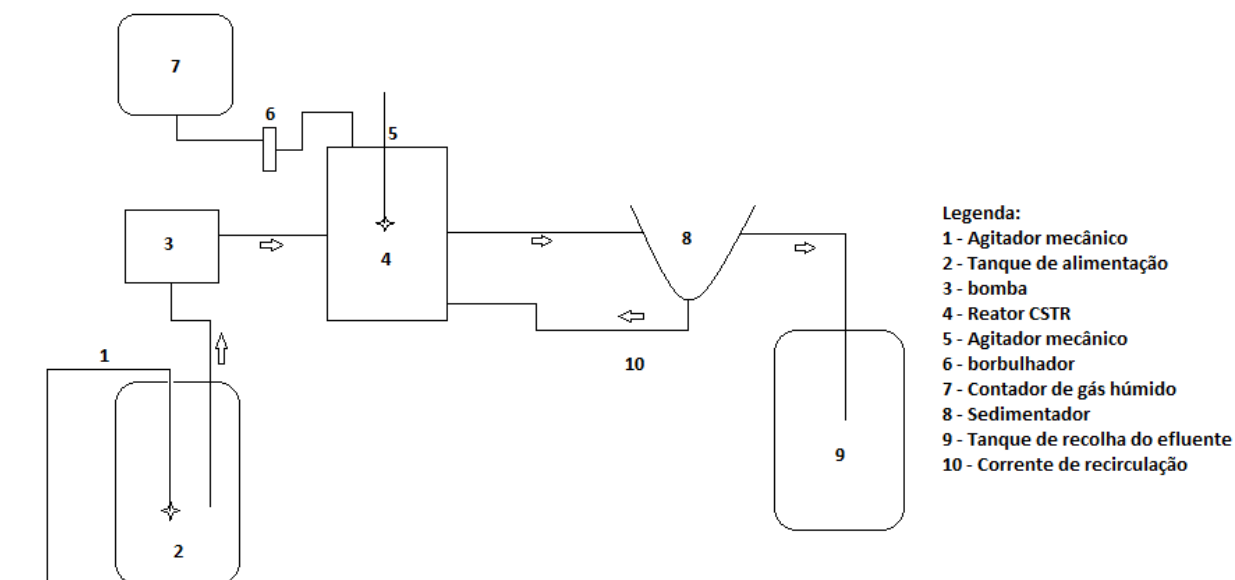 7
6
5
3
4
8
1
10
2
9
Legenda:
1 - Agitador mecânico
2 - Tanque de alimentação
3 - bomba
4 - Reator CSTR
5 - Agitador mecânico
6 - borbulhador
7 - Contador de gás húmido
8 - Sedimentador
9 - Tanque de recolha do efluente
10 - Corrente de recirculação